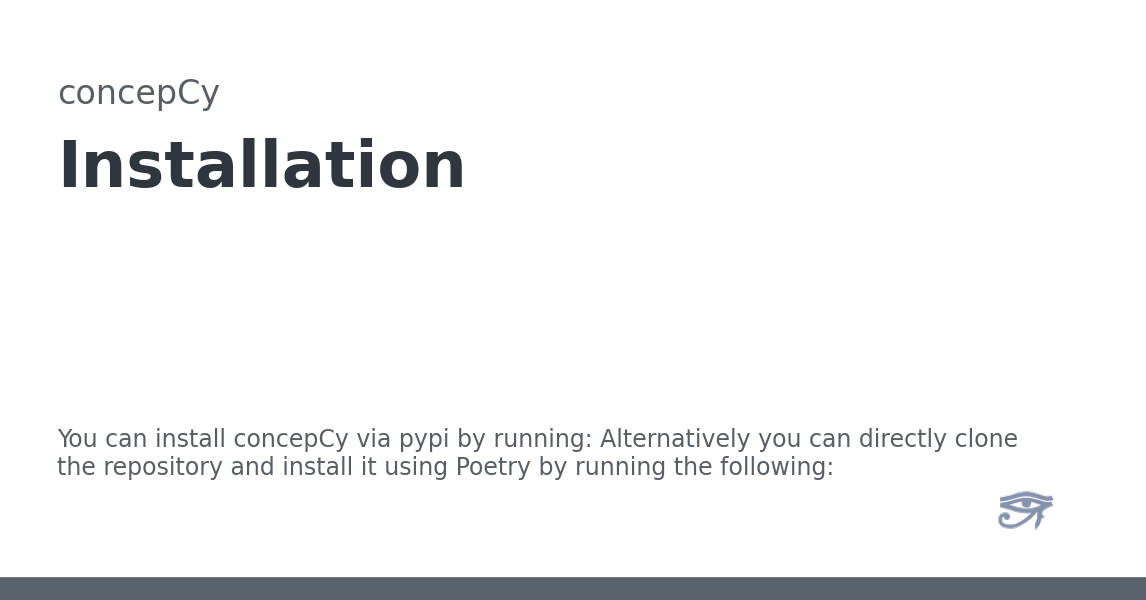 concepCy
Installation
You can install concepCy via pypi by running: Alternatively you can directly clone
the repository and install it using Poetry by running the following: